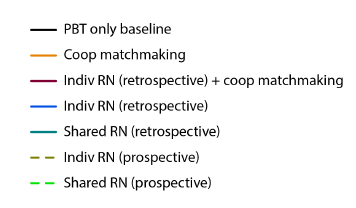 PBT only baseline
Coop matchmaking
Indiv RN (retrospective) + coop matchmaking
Indiv RN (retrospective)
Shared RN (retrospective)
Indiv RN (prospective)
Shared RN (prospective)